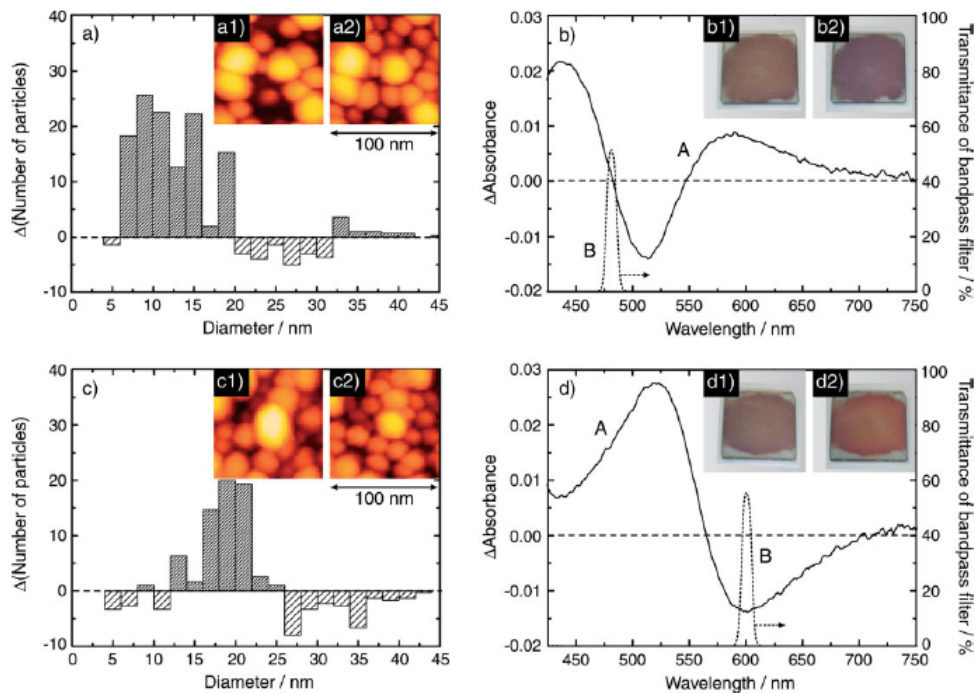 a)
a1)
a2)
100 nm
Δ(Number of particles)
40
30
20
10
0
-10
0 5 10 15 20 25 30 35 40 45
Diameter / nm
b)
b1)
b2)
ΔAbsorbance
0.03
0.02
0.01
0.00
-0.01
-0.02
A
B
450 500 550 600 650 700 750
Wavelength / nm
100
80
60
40
20
0
Transmittance of bandpass filter / %
c)
c1)
c2)
100 nm
Δ(Number of particles)
40
30
20
10
0
-10
0 5 10 15 20 25 30 35 40 45
Diameter / nm
d)
d1)
d2)
ΔAbsorbance
0.03
0.02
0.01
0.00
-0.01
-0.02
A
B
450 500 550 600 650 700 750
Wavelength / nm
100
80
60
40
20
0
Transmittance of bandpass filter / %